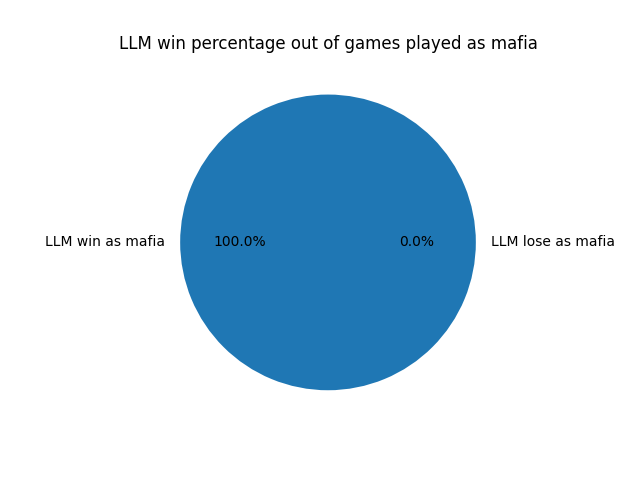 LLM win percentage out of games played as mafia
LLM win as mafia
100.0%
0.0%
LLM lose as mafia